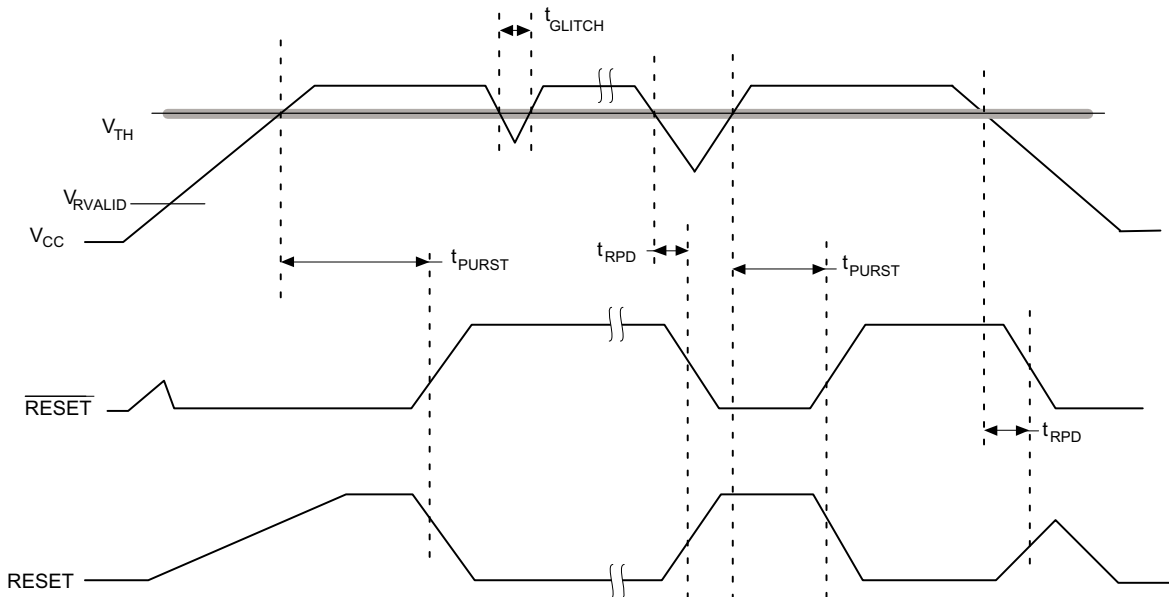 tGLITCH
VTH
VRVALID
VCC
tPURST
tRPD
tPURST
RESET
tRPD
RESET